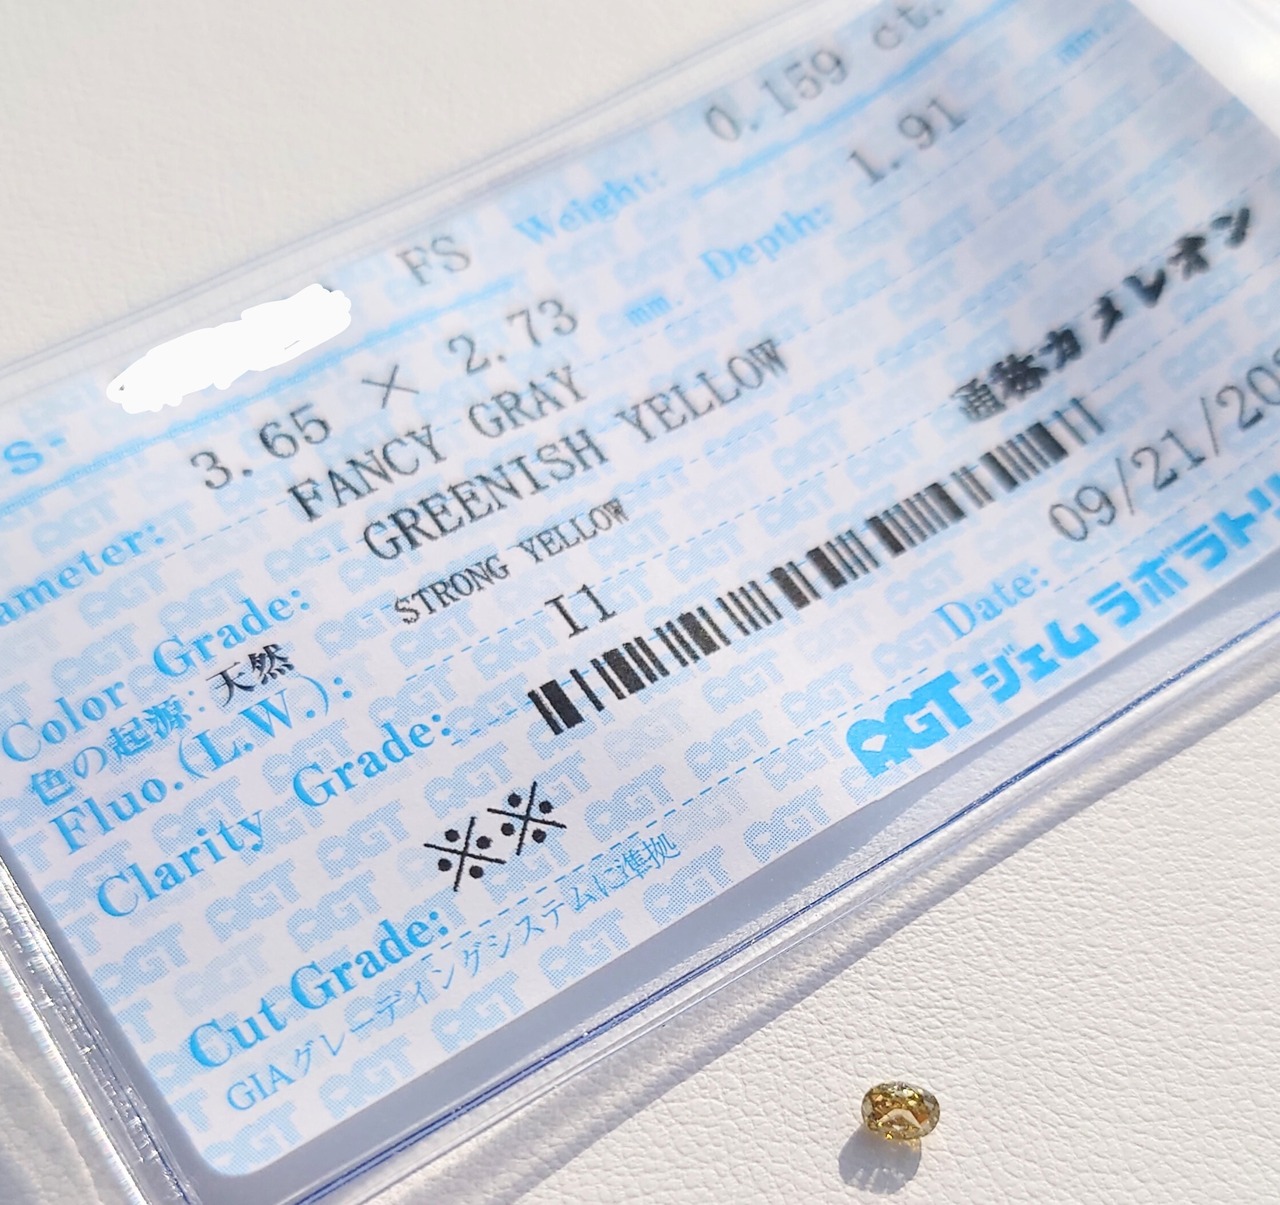 S- FS Weight: 0.159 ct.
ameter: 3.65 × 2.73 mm. Depth: 1.91 mm.
Color Grade: FANCY GRAY
GREENISH YELLOW
色の起源: 天然
通称カメレオン
Fluo.(L.W.): STRONG YELLOW
Clarity Grade: I1
Cut Grade: ※※
Date: 09/21/20
GIAグレーディングシステムに準拠
AGTジェムラボラトリ